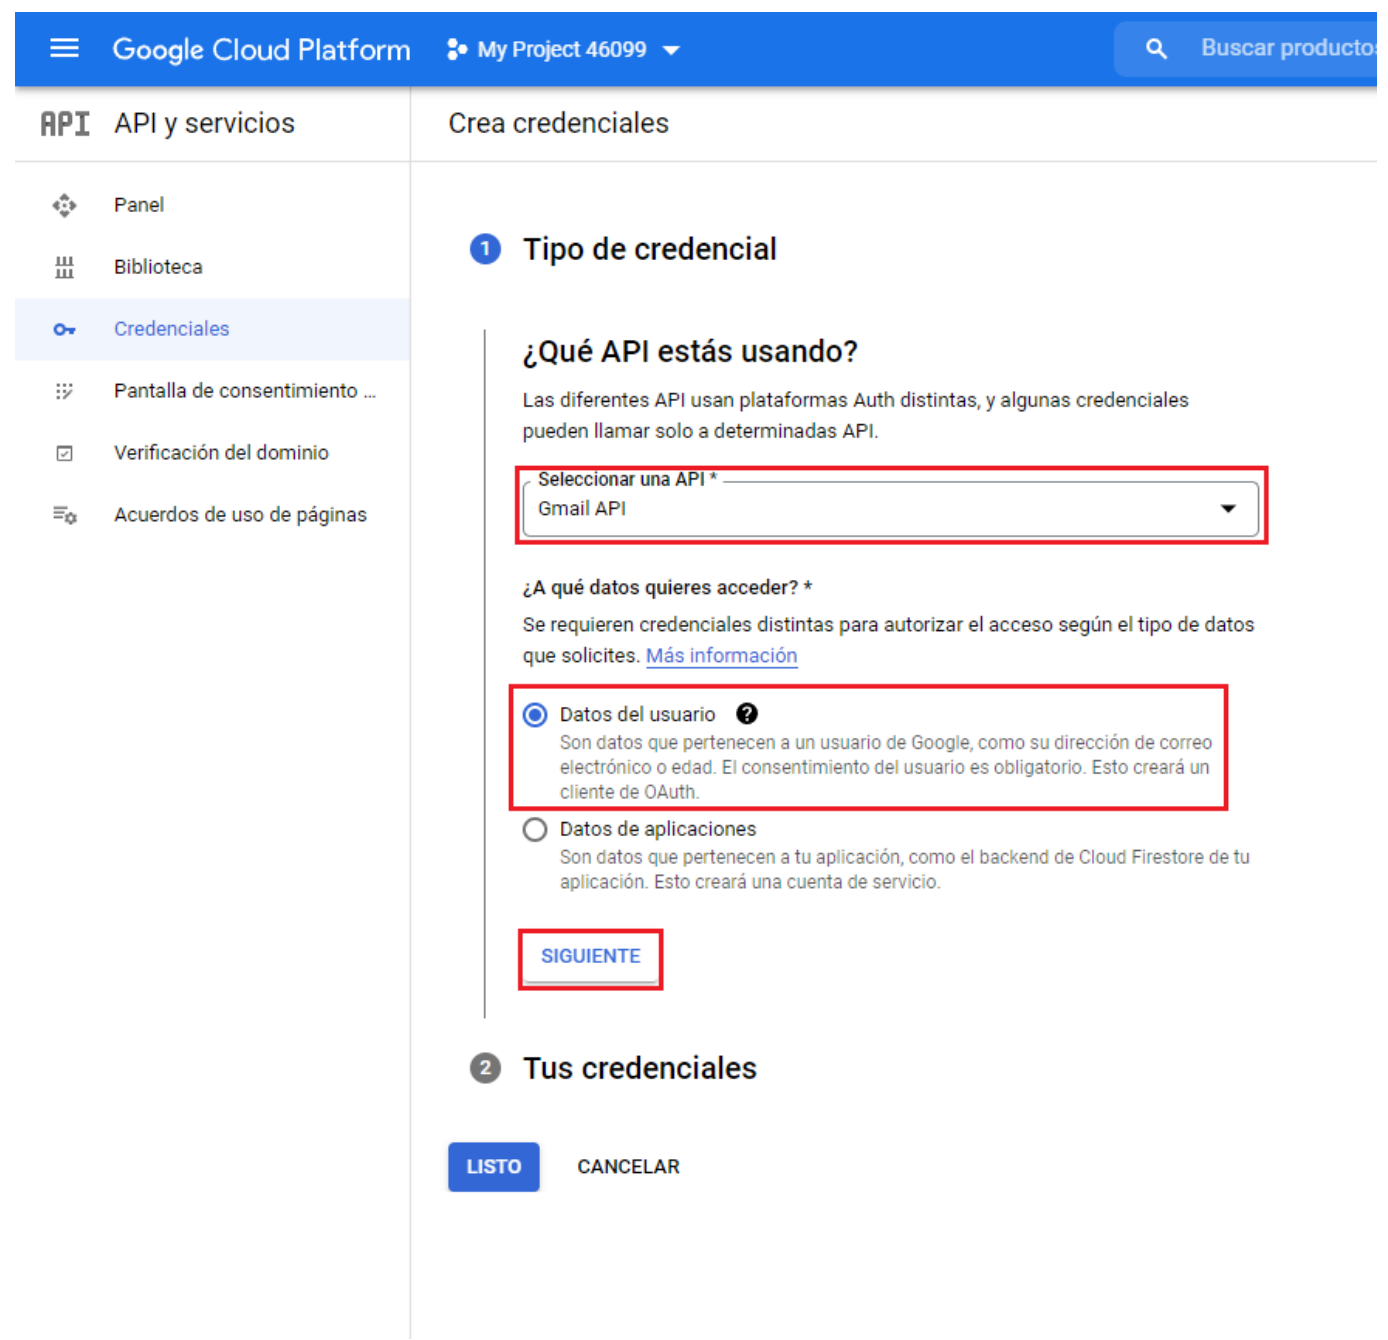 Google Cloud Platform
My Project 46099
Buscar productos
API
API y servicios
Crea credenciales
Panel
Biblioteca
Credenciales
Pantalla de consentimiento ...
Verificación del dominio
Acuerdos de uso de páginas
1 Tipo de credencial
¿Qué API estás usando?
Las diferentes API usan plataformas Auth distintas, y algunas credenciales
pueden llamar solo a determinadas API.
Seleccionar una API *
Gmail API
¿A qué datos quieres acceder? *
Se requieren credenciales distintas para autorizar el acceso según el tipo de datos
que solicites. Más información
Datos del usuario ?
Son datos que pertenecen a un usuario de Google, como su dirección de correo
electrónico o edad. El consentimiento del usuario es obligatorio. Esto creará un
cliente de OAuth.
Datos de aplicaciones
Son datos que pertenecen a tu aplicación, como el backend de Cloud Firestore de tu
aplicación. Esto creará una cuenta de servicio.
SIGUIENTE
2 Tus credenciales
LISTO
CANCELAR